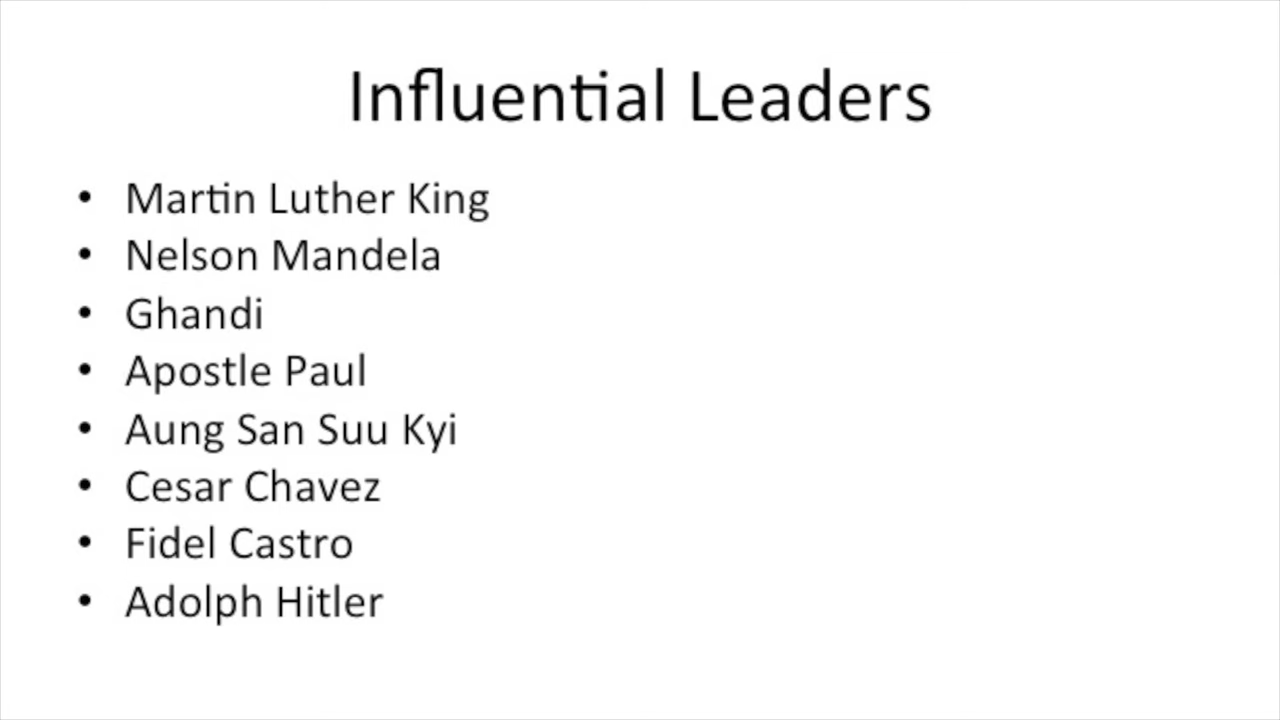 Influential Leaders
• Martin Luther King
• Nelson Mandela
• Ghandi
• Apostle Paul
• Aung San Suu Kyi
• Cesar Chavez
• Fidel Castro
• Adolph Hitler